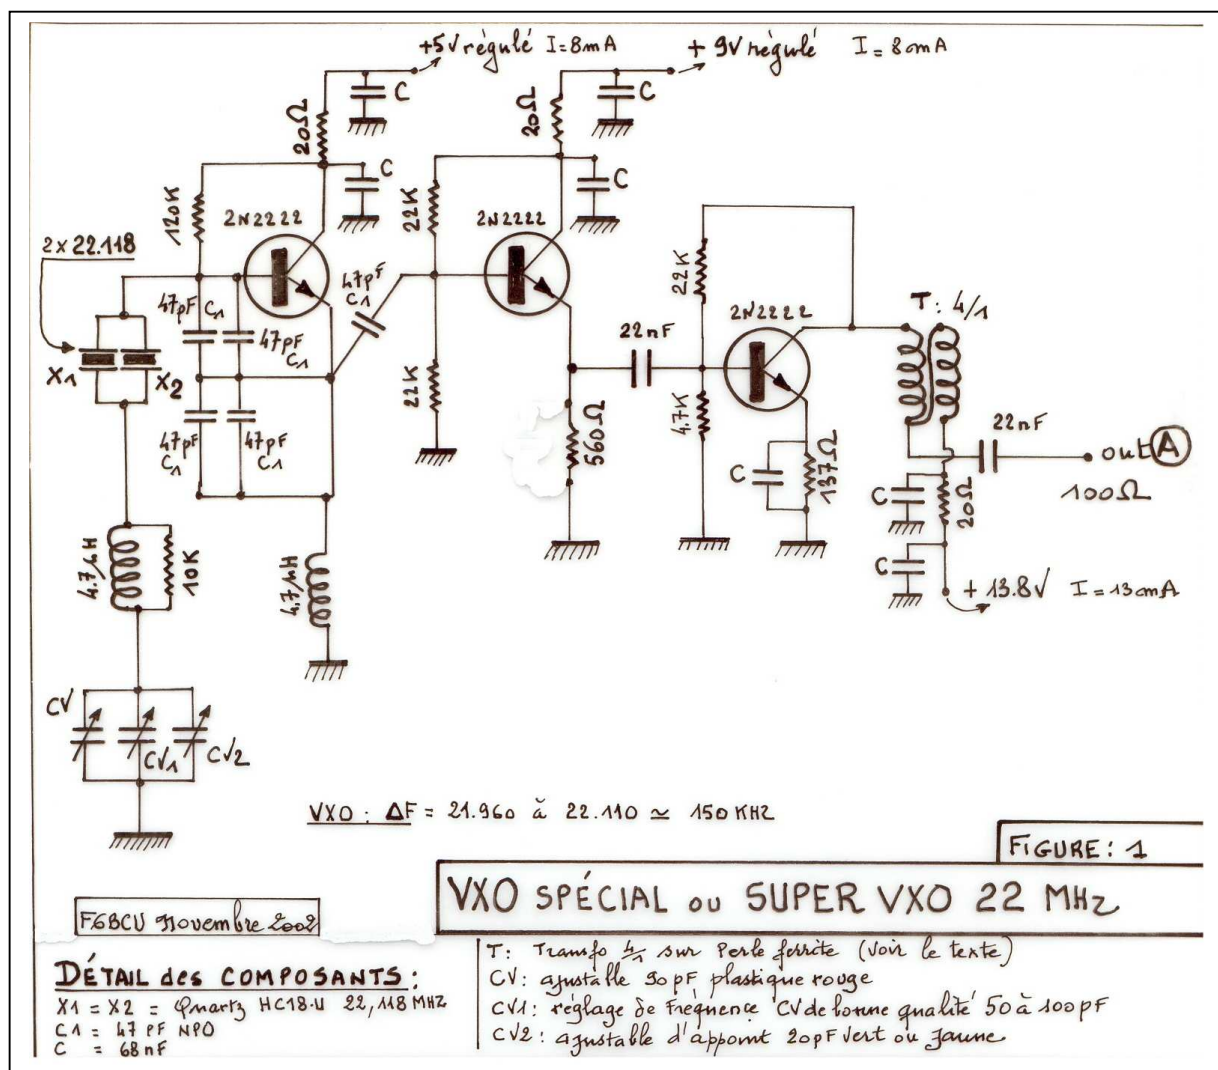 +5V régulé I=8mA
+ 9V régulé I = 80mA
20Ω
C
20Ω
C
C
C
120K
2N2222
22K
2N2222
2 x 22.118
47pF
C1
22K
2N2222
T: 4/1
47pF C1
47pF
C1
22nF
X1
X2
22K
4.7K
47pF
C1
47pF
C1
560Ω
C
137Ω
22nF
out A
100Ω
C
20Ω
C
+ 13.8V I = 130mA
4.7µH
10K
4.7µH
CV
CV1
CV2
VXO : ΔF = 21.960 à 22.110 ≃ 150 KHZ
FIGURE : 1
VXO SPÉCIAL ou SUPER VXO 22 MHz
F6BCU Novembre 2002
DÉTAIL des COMPOSANTS :
X1 = X2 = Quartz HC18-U 22,118 MHZ
C1 = 47 PF NPO
C = 68nF
T: Transfo 4/1 sur Perle ferrite (voir le texte)
CV: ajustable 90pF plastique rouge
CV1: réglage de Fréquence CV de bonne qualité 50 à 100pF
CV2: ajustable d'appoint 20pF vert ou Jaune